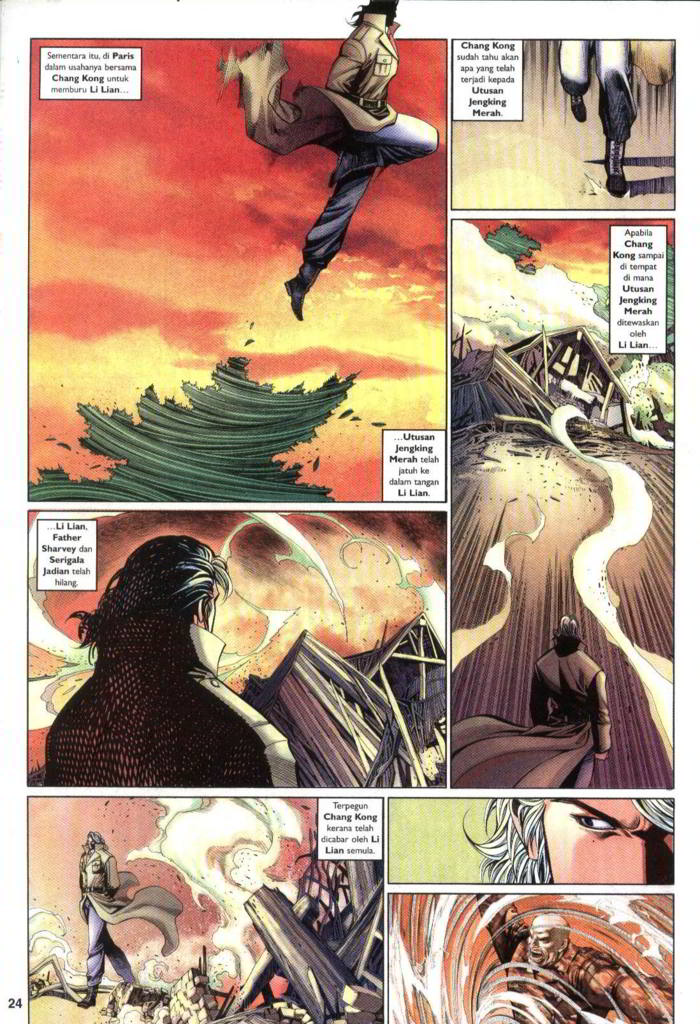 Sementara itu, di Paris
dalam usahanya bersama
Chang Kong untuk
memburu Li Lian...
Chang Kong
sudah tahu akan
apa yang telah
terjadi kepada
Utusan
Jengking
Merah.
Apabila
Chang
Kong sampai
di tempat
di mana
Utusan
Jengking
Merah
ditewaskan
oleh
Li Lian...
...Utusan
Jengking
Merah telah
jatuh ke
dalam tangan
Li Lian.
...Li Lian,
Father
Sharvey dan
Serigala
Jadian telah
hilang.
Terpegun
Chang Kong
kerana telah
dicabar oleh Li
Lian semula.
24